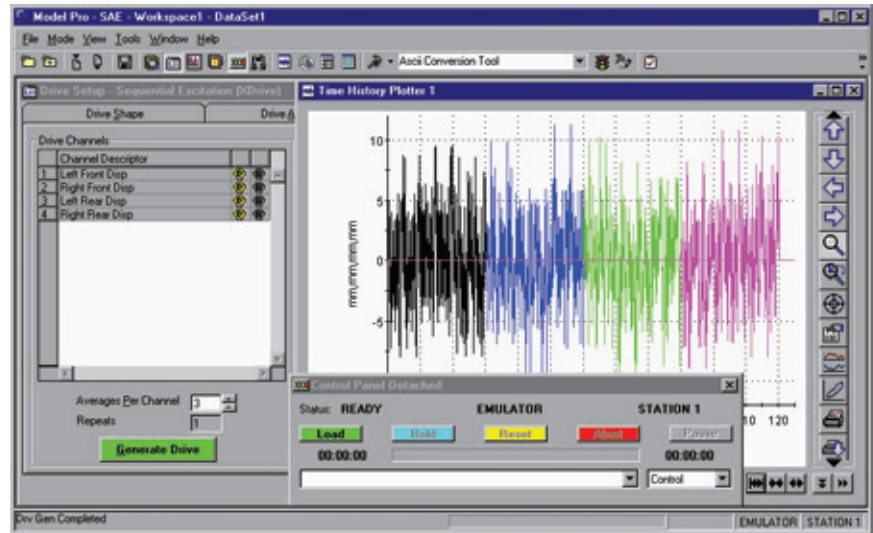 Model Pro - SAE - Workspace1 - DataSet1
File Mode View Tools Window Help
Ascii Conversion Tool
Drive Setup - Sequential Excitation (XDrive)
Drive Shape
Drive A
Drive Channels
Channel Descriptor
1 Left Front Disp
2 Right Front Disp
3 Left Rear Disp
4 Right Rear Disp
Averages Per Channel 3
Repeats 1
Generate Drive
Time History Plotter 1
10
5
0
-5
mm,mm,mm,mm
10 120
Control Panel Detached
Status: READY EMULATOR STATION 1
Load Hold Reset Abort Pause
00:00:00 00:00:00
Control
Drv Gen Completed
EMULATOR STATION 1